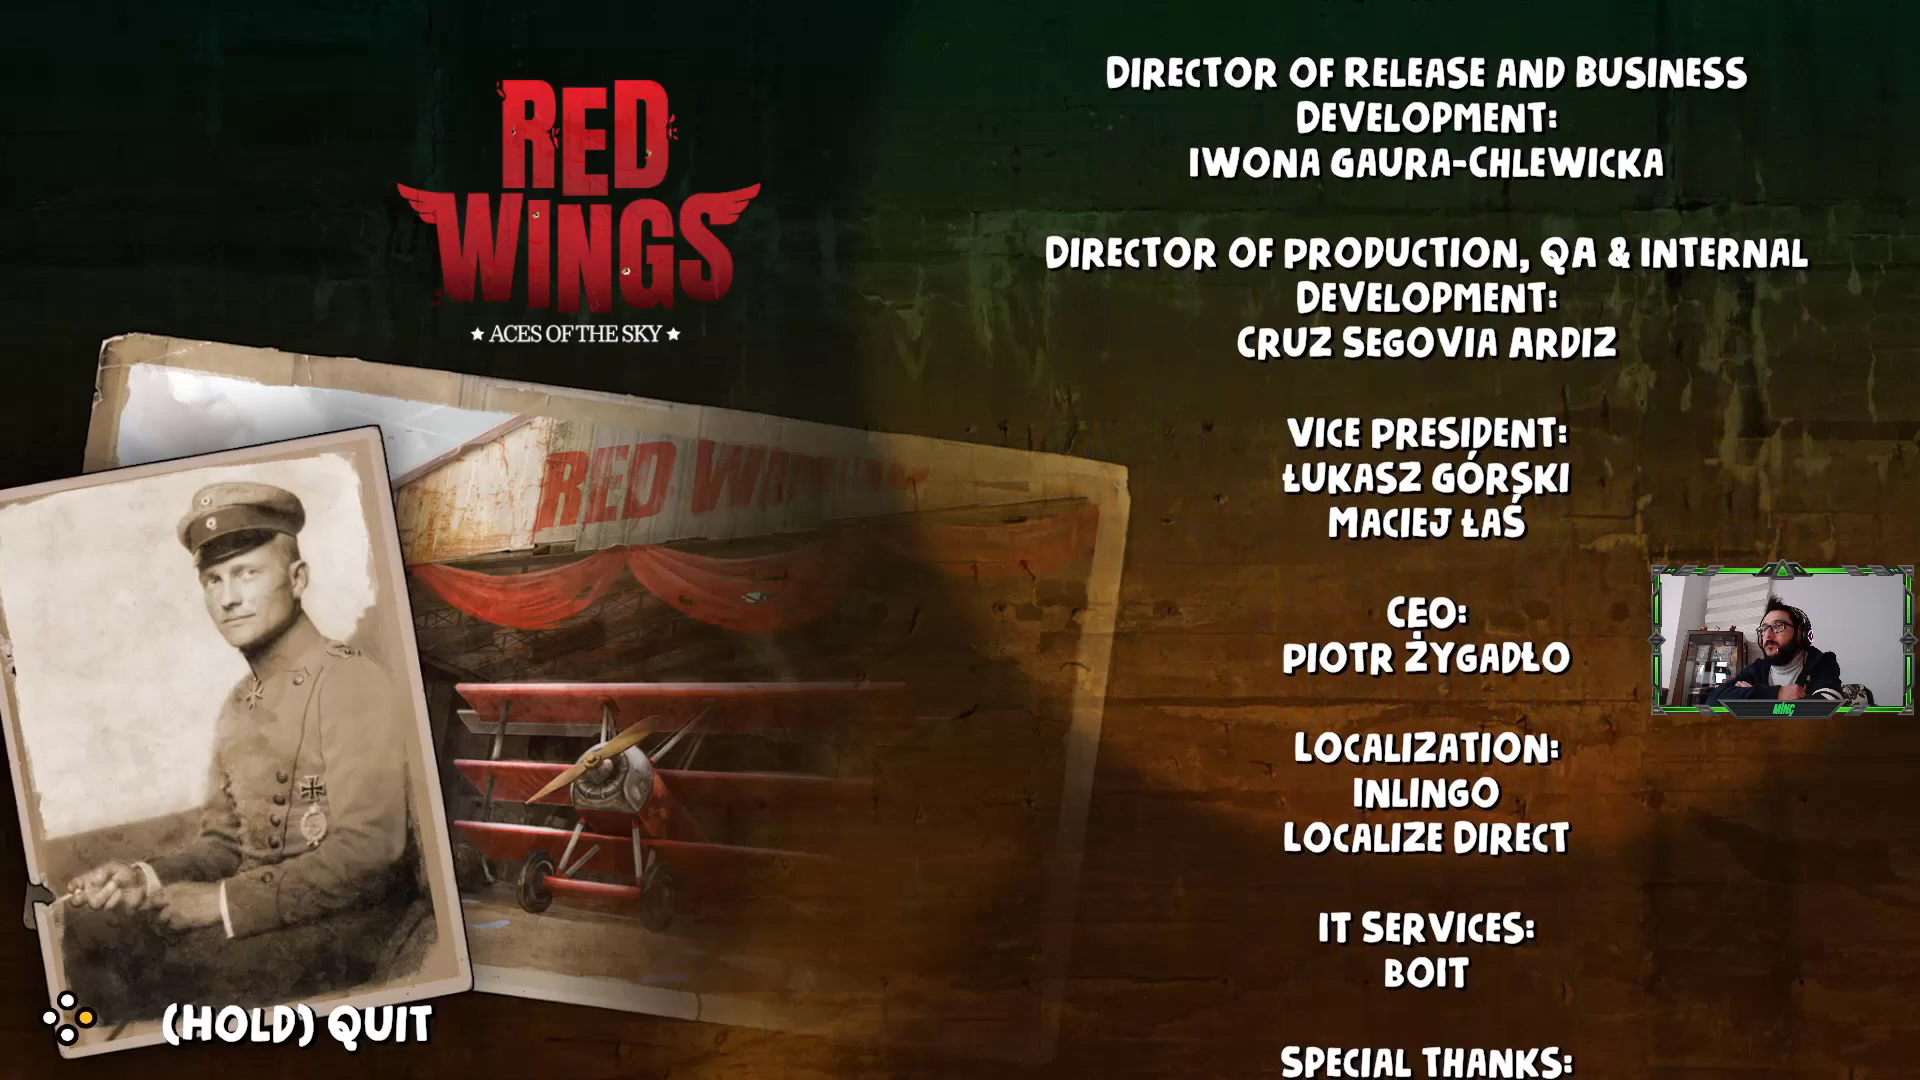 RED
WINGS
★ ACES OF THE SKY ★
RED
(HOLD) QUIT
DIRECTOR OF RELEASE AND BUSINESS
DEVELOPMENT:
IWONA GAURA-CHLEWICKA
DIRECTOR OF PRODUCTION, QA & INTERNAL
DEVELOPMENT:
CRUZ SEGOVIA ARDIZ
VICE PRESIDENT:
ŁUKASZ GÓRSKI
MACIEJ ŁAŚ
CEO:
PIOTR ŻYGADŁO
LOCALIZATION:
INLINGO
LOCALIZE DIRECT
IT SERVICES:
BOIT
SPECIAL THANKS: